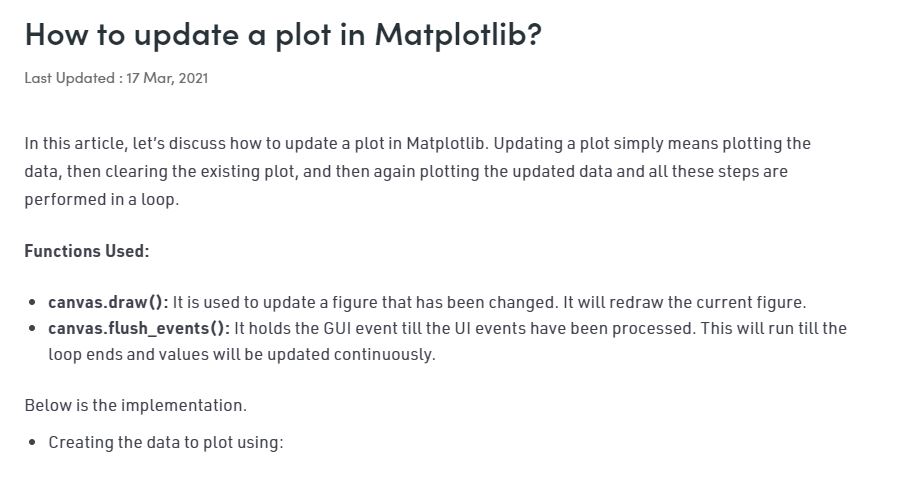 How to update a plot in Matplotlib?
Last Updated : 17 Mar, 2021
In this article, let’s discuss how to update a plot in Matplotlib. Updating a plot simply means plotting the
data, then clearing the existing plot, and then again plotting the updated data and all these steps are
performed in a loop.
Functions Used:
• canvas.draw(): It is used to update a figure that has been changed. It will redraw the current figure.
• canvas.flush_events(): It holds the GUI event till the UI events have been processed. This will run till the
loop ends and values will be updated continuously.
Below is the implementation.
• Creating the data to plot using: